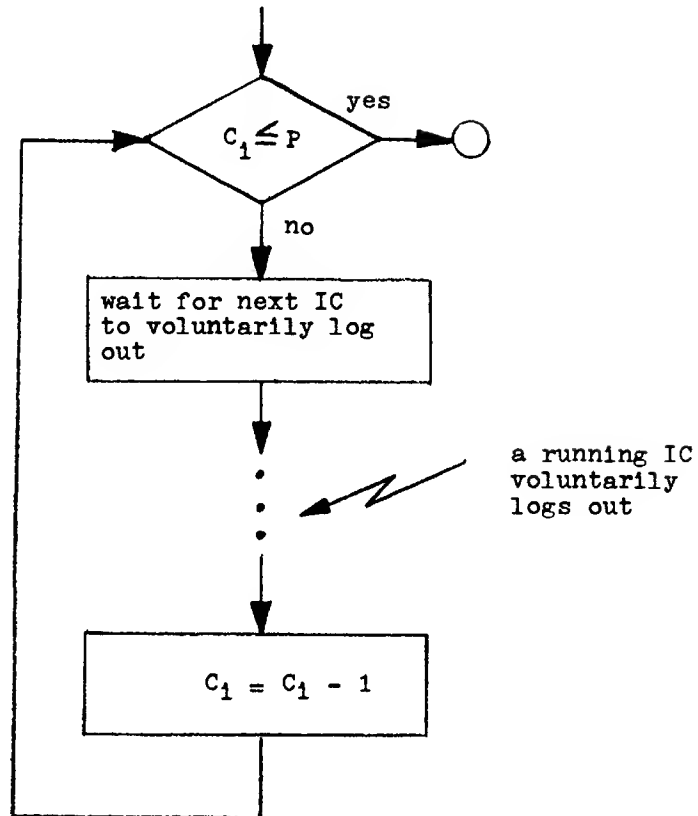 yes
C₁ ≤ P
no
wait for next IC
to voluntarily log
out
a running IC
voluntarily
logs out
C₁ = C₁ - 1